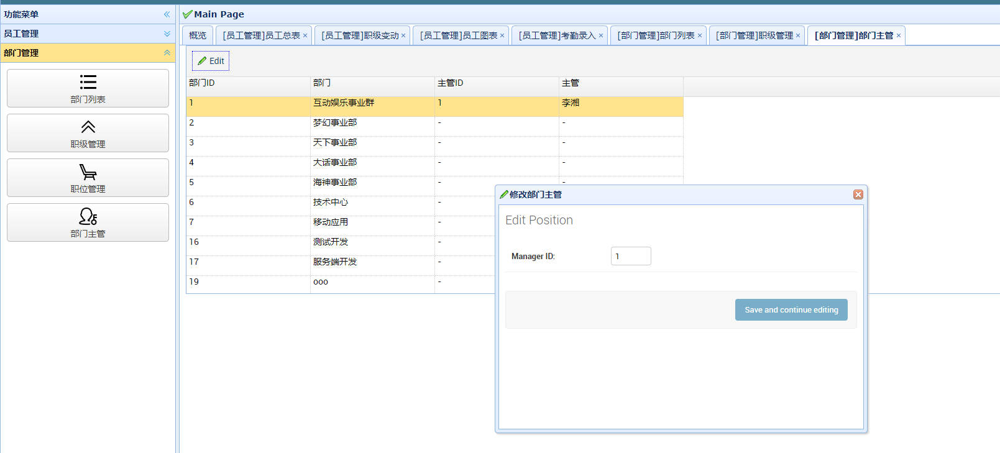 功能菜单
员工管理
部门管理
部门列表
职级管理
职位管理
部门主管
Main Page
概览 [员工管理]员工总表 [员工管理]职级变动 [员工管理]员工图表 [员工管理]考勤录入 [部门管理]部门列表 [部门管理]职级管理 [部门管理]部门主管
Edit
部门ID 部门 主管ID 主管
1 互动娱乐事业群 1 李湘
2 梦幻事业部 - -
3 天下事业部 - -
4 大话事业部 - -
5 海神事业部 - -
6 技术中心 -
7 移动应用 -
16 测试开发 -
17 服务端开发 -
19 ooo -
修改部门主管
Edit Position
Manager ID: 1
Save and continue editing